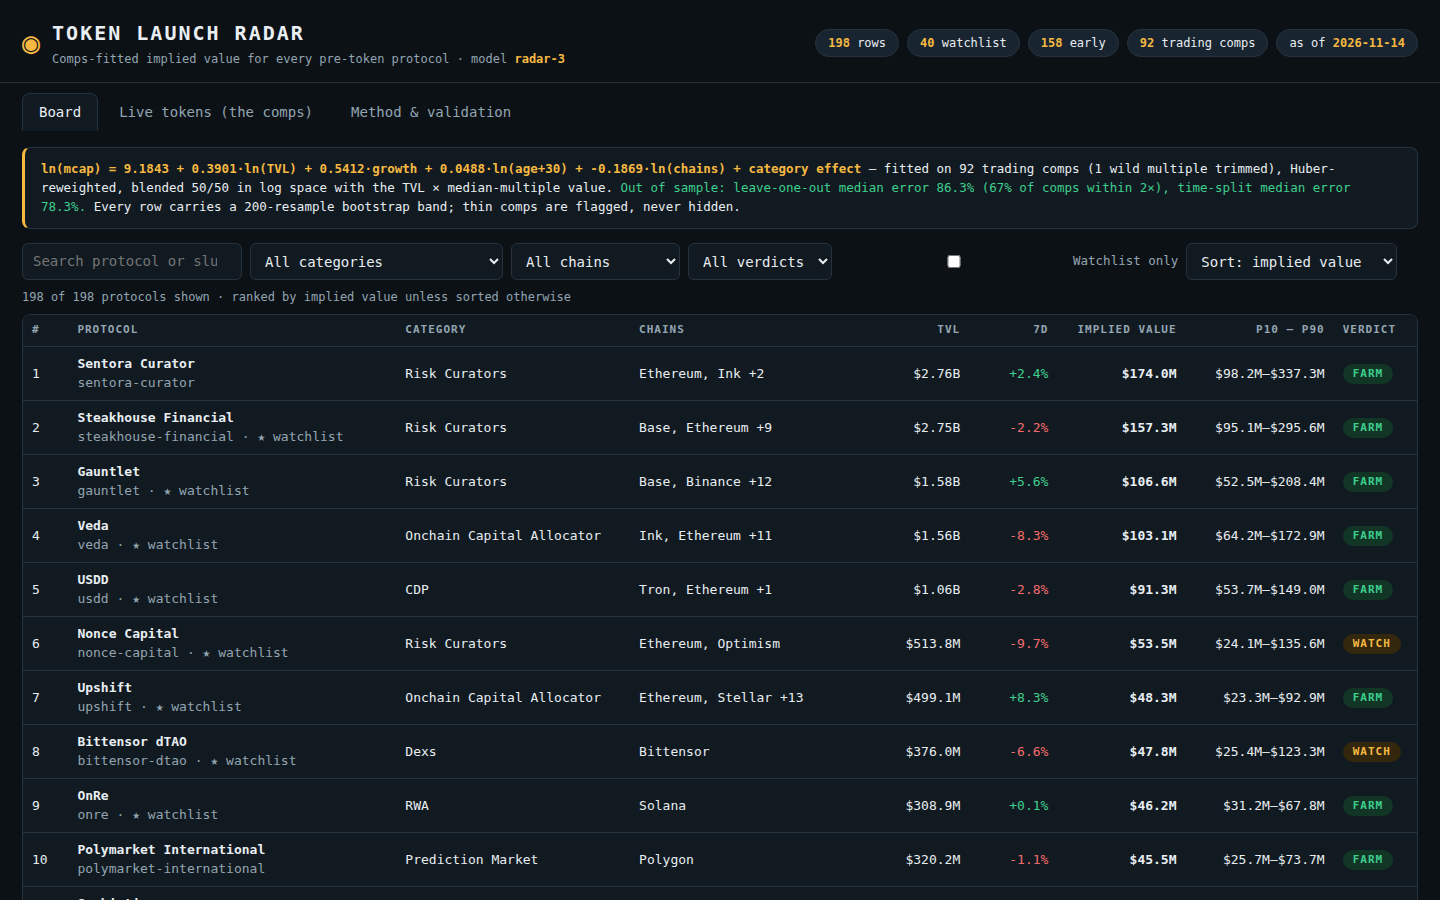 ◉ TOKEN LAUNCH RADAR
Comps-fitted implied value for every pre-token protocol · model radar-3
198 rows 40 watchlist 158 early 92 trading comps as of 2026-11-14
Board Live tokens (the comps) Method & validation
ln(mcap) = 9.1843 + 0.3901·ln(TVL) + 0.5412·growth + 0.0488·ln(age+30) + -0.1869·ln(chains) + category effect — fitted on 92 trading comps (1 wild multiple trimmed), Huber-
reweighted, blended 50/50 in log space with the TVL × median-multiple value. Out of sample: leave-one-out median error 86.3% (67% of comps within 2×), time-split median error
78.3%. Every row carries a 200-resample bootstrap band; thin comps are flagged, never hidden.
Search protocol or slu All categories All chains All verdicts Watchlist only Sort: implied value
198 of 198 protocols shown · ranked by implied value unless sorted otherwise
# PROTOCOL CATEGORY CHAINS TVL 7D IMPLIED VALUE P10 — P90 VERDICT
1 Sentora Curator Risk Curators Ethereum, Ink +2 $2.76B +2.4% $174.0M $98.2M—$337.3M FARM
sentora-curator
2 Steakhouse Financial Risk Curators Base, Ethereum +9 $2.75B -2.2% $157.3M $95.1M—$295.6M FARM
steakhouse-financial · ★ watchlist
3 Gauntlet Risk Curators Base, Binance +12 $1.58B +5.6% $106.6M $52.5M—$208.4M FARM
gauntlet · ★ watchlist
4 Veda Onchain Capital Allocator Ink, Ethereum +11 $1.56B -8.3% $103.1M $64.2M—$172.9M FARM
veda · ★ watchlist
5 USDD CDP Tron, Ethereum +1 $1.06B -2.8% $91.3M $53.7M—$149.0M FARM
usdd · ★ watchlist
6 Nonce Capital Risk Curators Ethereum, Optimism $513.8M -9.7% $53.5M $24.1M—$135.6M WATCH
nonce-capital · ★ watchlist
7 Upshift Onchain Capital Allocator Ethereum, Stellar +13 $499.1M +8.3% $48.3M $23.3M—$92.9M FARM
upshift · ★ watchlist
8 Bittensor dTAO Dexs Bittensor $376.0M -6.6% $47.8M $25.4M—$123.3M WATCH
bittensor-dtao · ★ watchlist
9 OnRe RWA Solana $308.9M +0.1% $46.2M $31.2M—$67.8M FARM
onre · ★ watchlist
10 Polymarket International Prediction Market Polygon $320.2M -1.1% $45.5M $25.7M—$73.7M FARM
polymarket-international